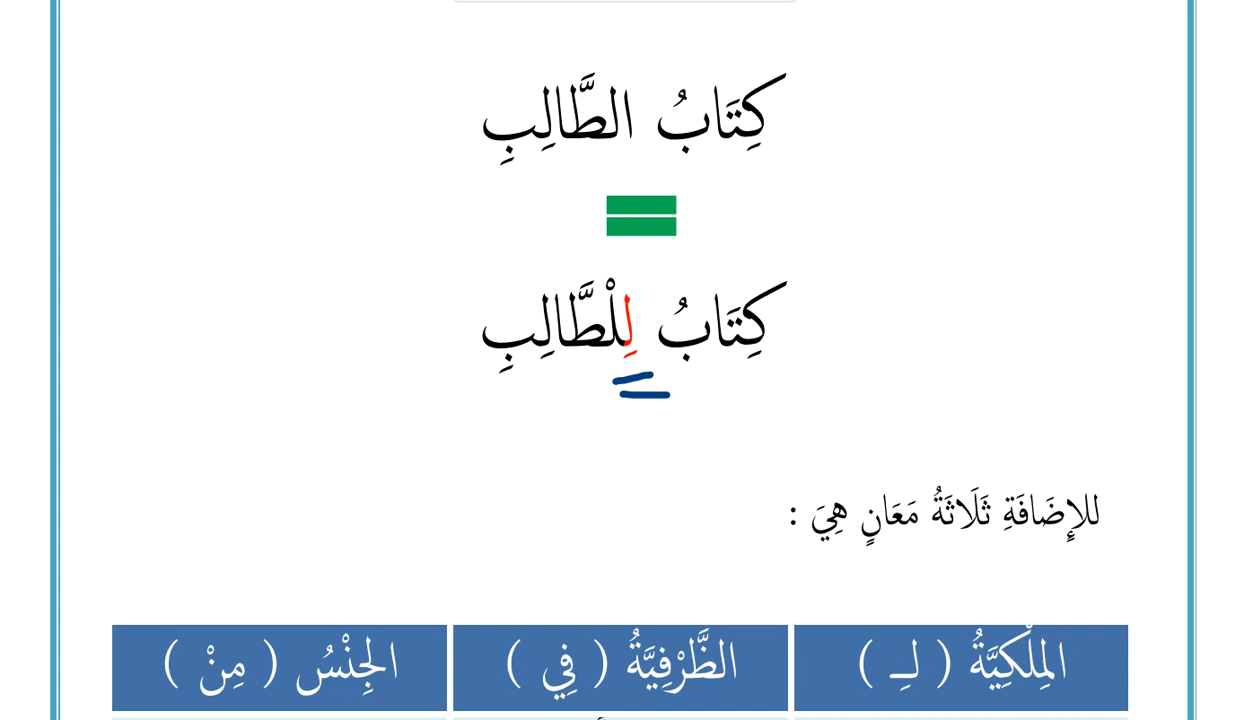 كِتَابُ الطَّالِبِ
=
كِتَابُ لِلْطَّالِبِ
للإِضَافَةِ ثَلَاثَةُ مَعَانٍ هِيَ :
المِلْكِيَّةُ ( لِـ ) الظَّرْفِيَّةُ ( فِي ) الجِنْسُ ( مِنْ )